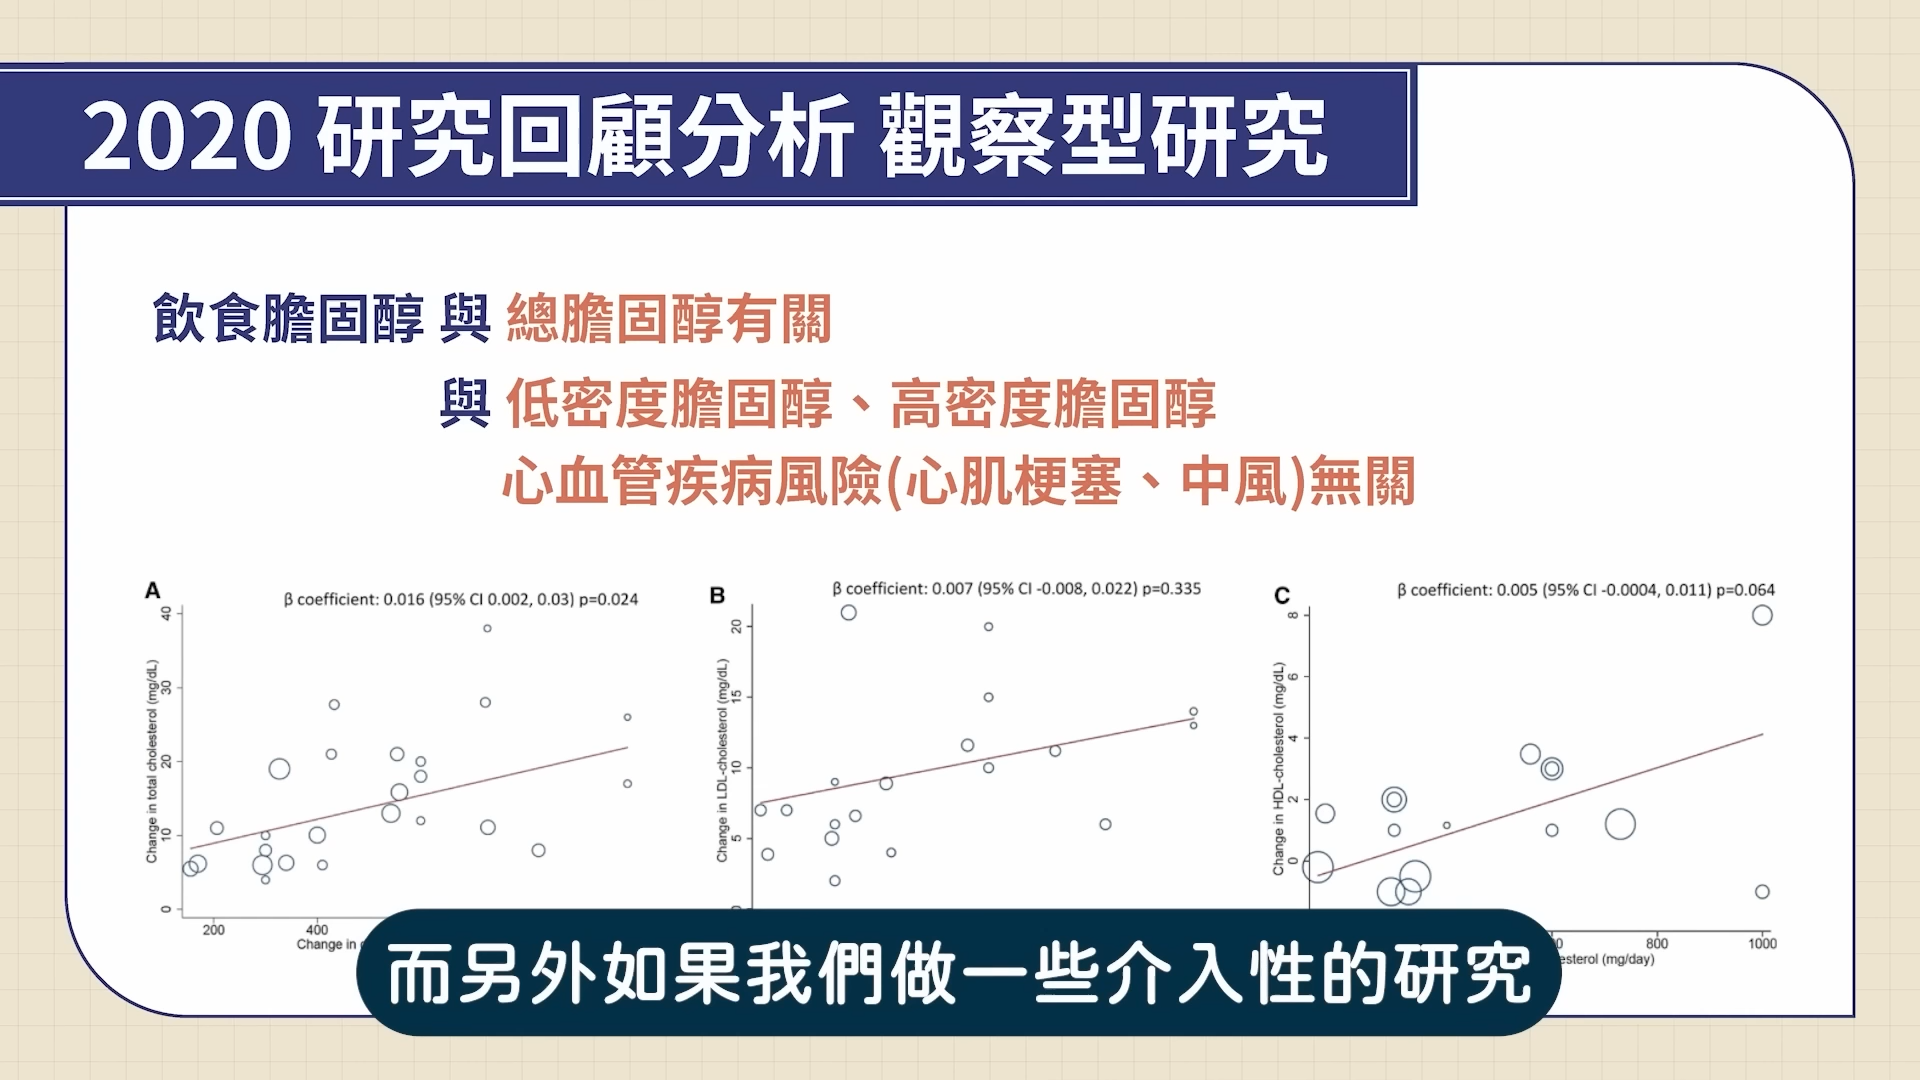 2020 研究回顧分析 觀察型研究
飲食膽固醇 與 總膽固醇有關
與 低密度膽固醇、高密度膽固醇
心血管疾病風險(心肌梗塞、中風)無關
A
β coefficient: 0.016 (95% CI 0.002, 0.03) p=0.024
Change in total cholesterol (mg/dL)
40
30
20
10
0
200
400
Change in
B
β coefficient: 0.007 (95% CI -0.008, 0.022) p=0.335
Change in LDL-cholesterol (mg/dL)
20
15
10
5
C
β coefficient: 0.005 (95% CI -0.0004, 0.011) p=0.064
Change in HDL-cholesterol (mg/dL)
8
6
4
2
0
800
1000
(mg/day)
而另外如果我們做一些介入性的研究